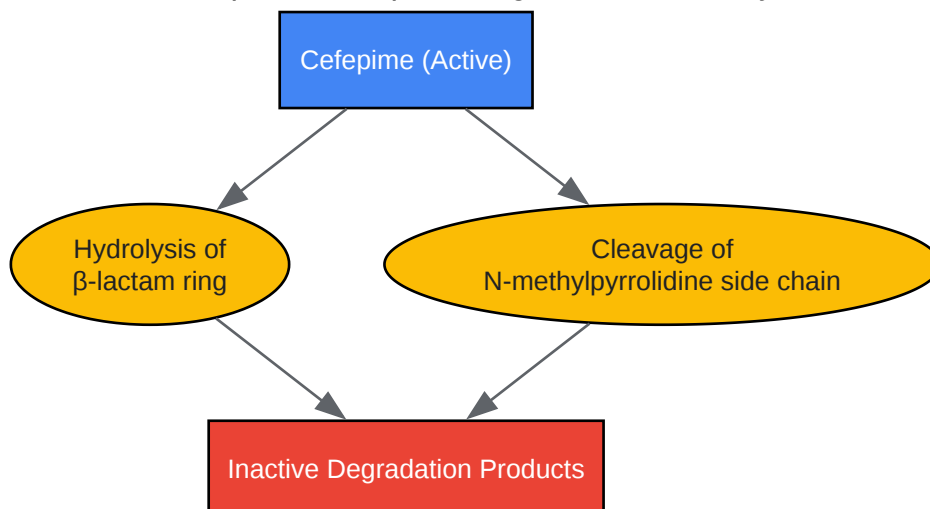 Cefepime (Active)
Hydrolysis of
β-lactam ring
Cleavage of
N-methylpyrrolidine side chain
Inactive Degradation Products